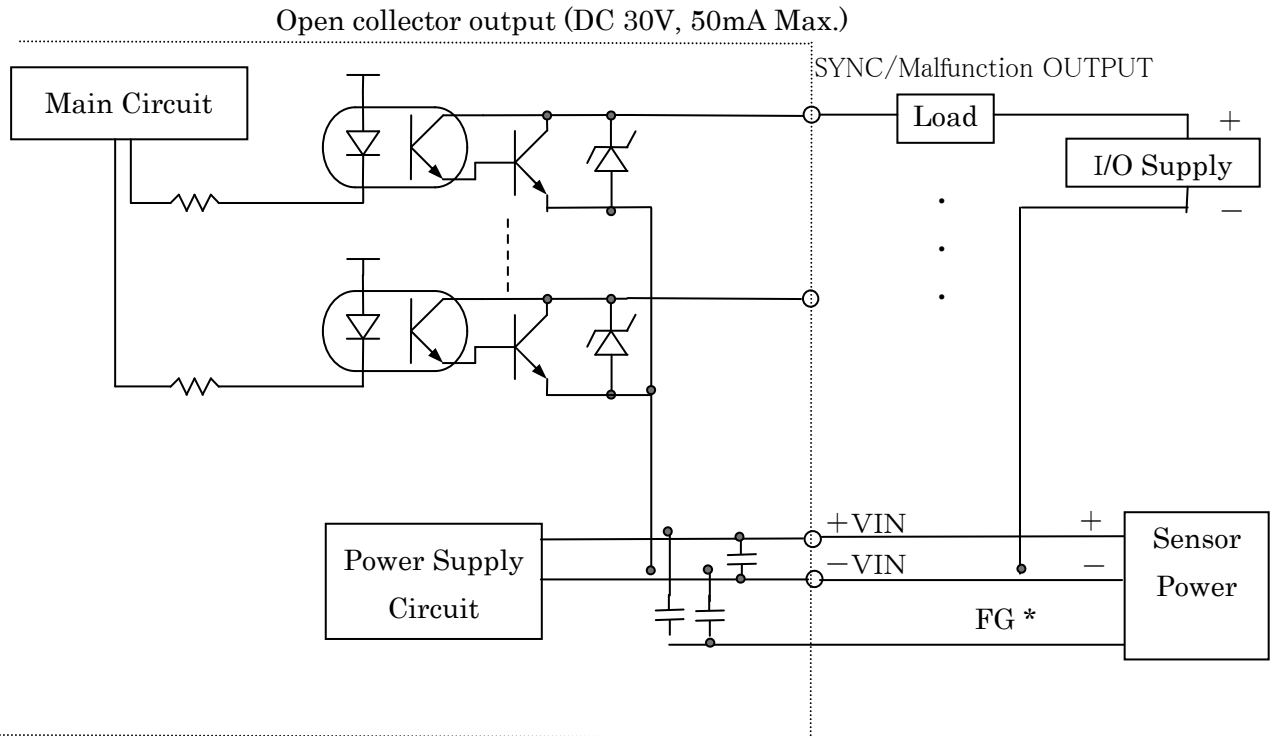 Open collector output (DC 30V, 50mA Max.)
SYNC/Malfunction OUTPUT
Main Circuit
Load
+
I/O Supply
−
+VIN
+
Sensor
Power
Power Supply
Circuit
−VIN
−
FG *